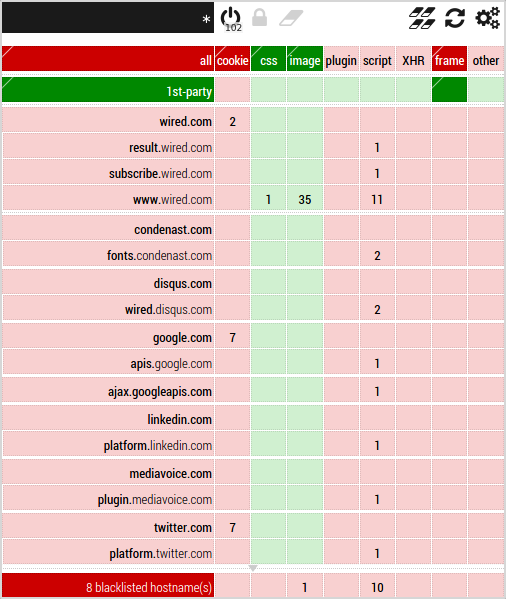 * 102
all cookie css image plugin script XHR frame other
1st-party
wired.com 2
result.wired.com 1
subscribe.wired.com 1
www.wired.com 1 35 11
condenast.com
fonts.condenast.com 2
disqus.com
wired.disqus.com 2
google.com 7
apis.google.com 1
ajax.googleapis.com 1
linkedin.com
platform.linkedin.com 1
mediavoice.com
plugin.mediavoice.com 1
twitter.com 7
platform.twitter.com 1
8 blacklisted hostname(s) 1 10